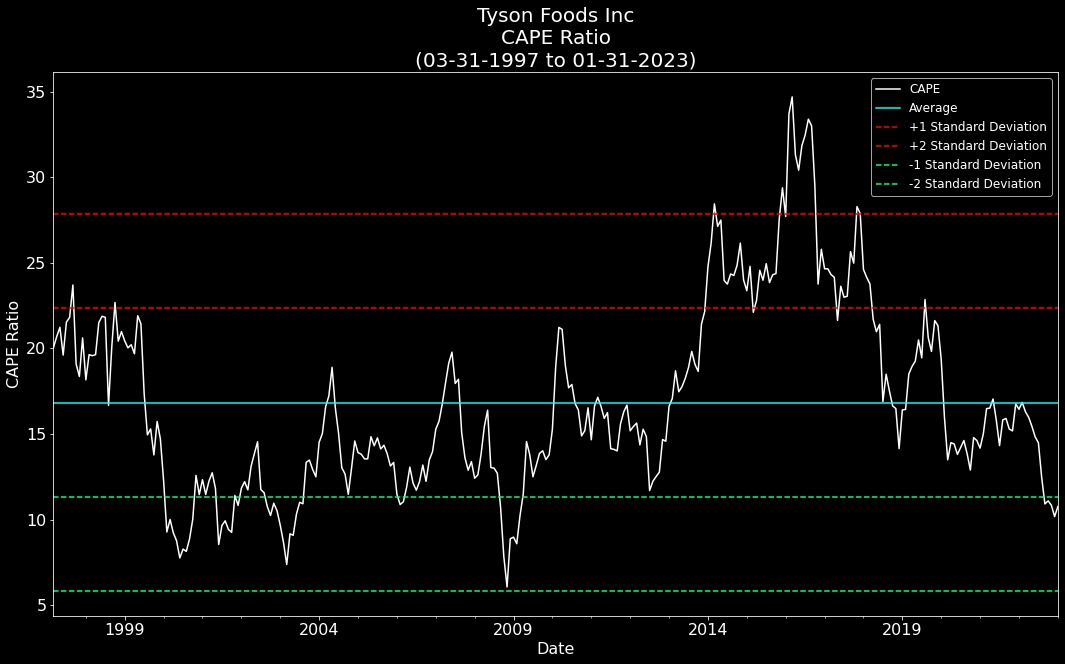 Tyson Foods Inc
CAPE Ratio
(03-31-1997 to 01-31-2023)
CAPE
Average
+1 Standard Deviation
+2 Standard Deviation
-1 Standard Deviation
-2 Standard Deviation
CAPE Ratio
35
30
25
20
15
10
5
1999
2004
2009
2014
2019
Date